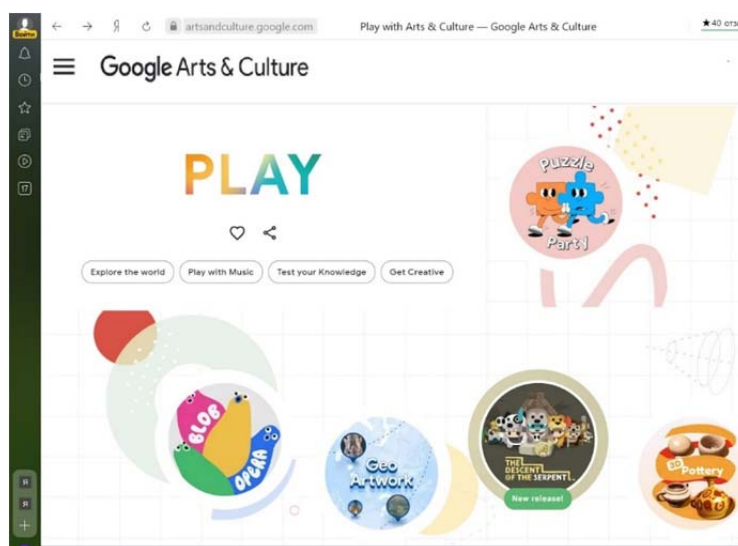 Войти
Я
artsandculture.google.com
Play with Arts & Culture — Google Arts & Culture
★ 40 отз
Google Arts & Culture
17
PLAY
Puzzle
Party
Explore the world
Play with Music
Test your Knowledge
Get Creative
BLOB
OPERA
Geo
Artwork
THE
DESCENT
OF THE SERPENT
New release!
3D
Pottery
Я
Я